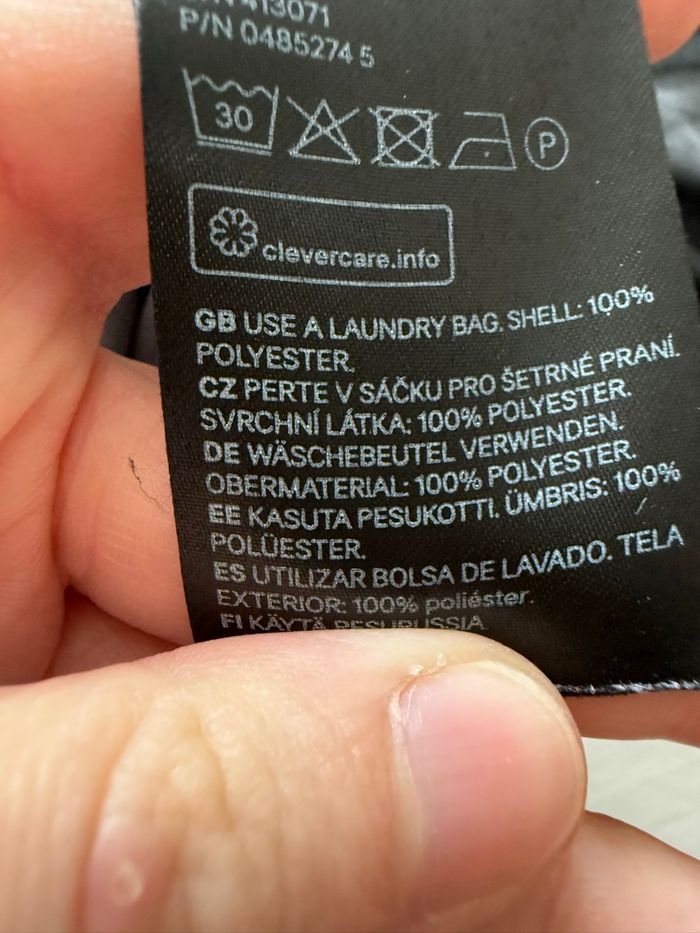 413071
P/N 0485274 5
30
P
clevercare.info
GB USE A LAUNDRY BAG. SHELL: 100%
POLYESTER.
CZ PERTE V SÁČKU PRO ŠETRNÉ PRANÍ.
SVRCHNÍ LÁTKA: 100% POLYESTER.
DE WÄSCHEBEUTEL VERWENDEN.
OBERMATERIAL: 100% POLYESTER.
EE KASUTA PESUKOTTI. ÜMBRIS: 100%
POLÜESTER.
ES UTILIZAR BOLSA DE LAVADO. TELA
EXTERIOR: 100% poliéster.
FI KÄYTÄ PESUPUSSIA